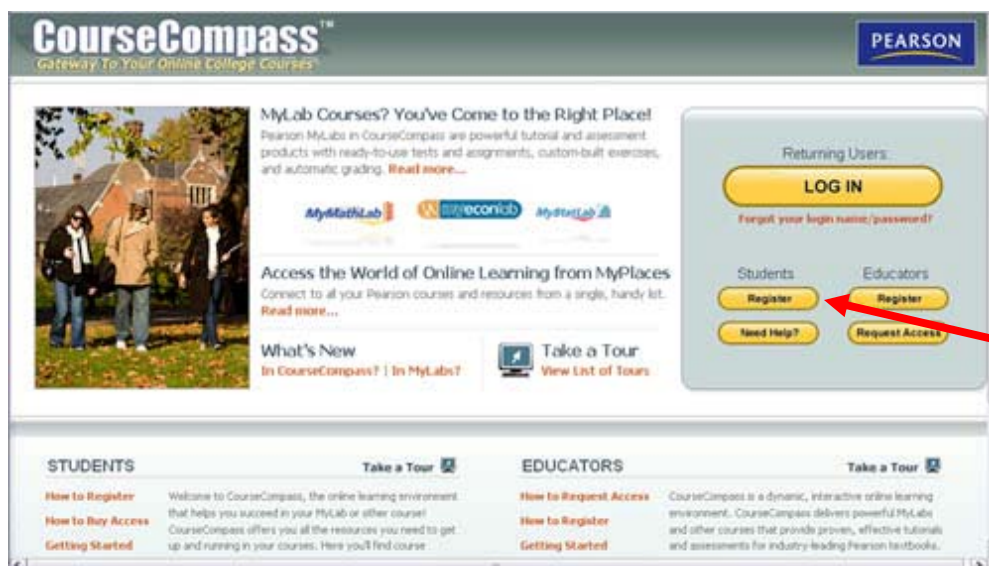 CourseCompass™
Gateway To Your Online College Courses
PEARSON
MyLab Courses? You've Come to the Right Place!
Pearson MyLabs in CourseCompass are powerful tutorial and assessment
products with ready-to-use tests and assignments, custom-built exercises,
and automatic grading. Read more...
MyMathLab
myeconlab
MyStatLab
Access the World of Online Learning from MyPlaces
Connect to all your Pearson courses and resources from a single, handy list.
Read more...
What's New
In CourseCompass? | In MyLabs?
Take a Tour
View List of Tours
Returning Users:
LOG IN
Forgot your login name/password?
Students
Educators
Register
Register
Need Help?
Request Access
STUDENTS
Take a Tour
How to Register
How to Buy Access
Getting Started
Welcome to CourseCompass, the online learning environment
that helps you succeed in your MyLab or other course!
CourseCompass offers you all the resources you need to get
up and running in your courses. Here you'll find course
EDUCATORS
Take a Tour
How to Request Access
How to Register
Getting Started
CourseCompass is a dynamic, interactive online learning
environment. CourseCompass delivers powerful MyLabs
and other courses that provide proven, effective tutorials
and assessments for industry-leading Pearson textbooks.